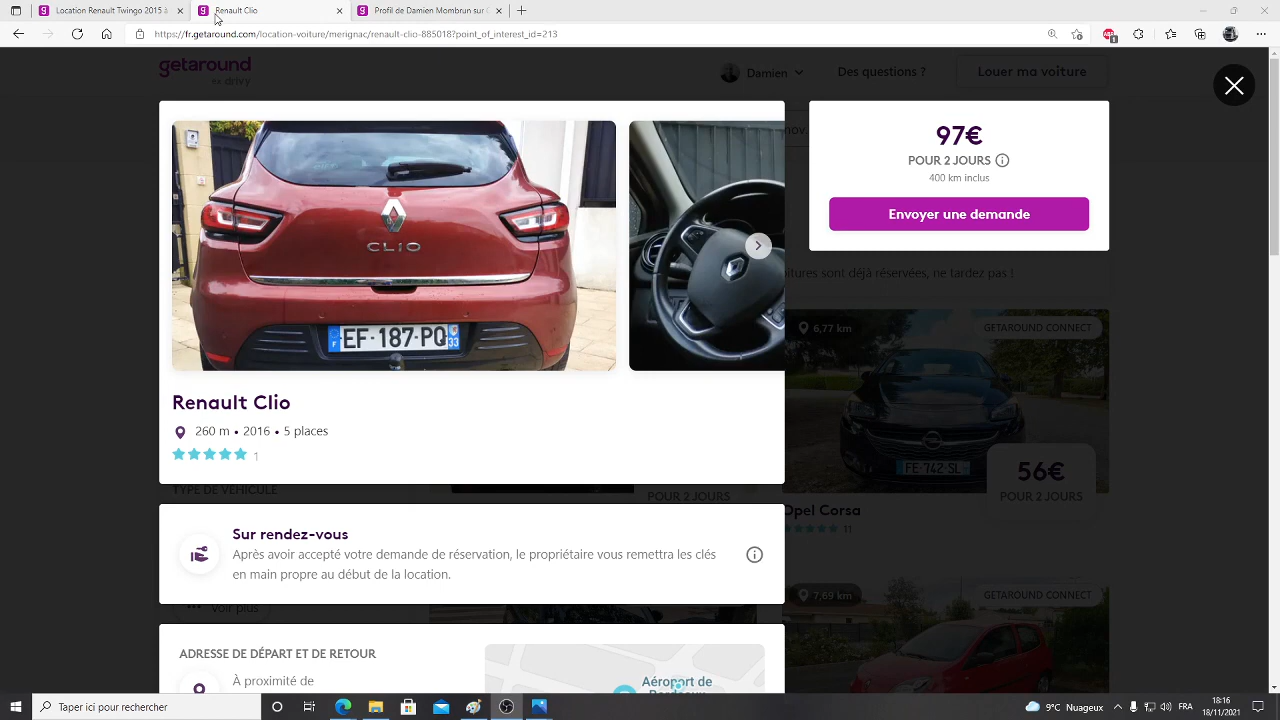 Location Renault Twingo 2015 à
Renault Clio
Profil de Damien Mombrun sur G
https://fr.getaround.com/location-voiture/merignac/renault-clio-885018?point_of_interest_id=213
getaround
drivy
Damien
Des questions ?
Louer ma voiture
CLIO
EF-187-PQ
F
33
97€
POUR 2 JOURS
400 km inclus
Envoyer une demande
nov.
itures sont déjà réservées, ne tardez pas !
6,77 km
GETAROUND CONNECT
FE-742-SL
56€
POUR 2 JOURS
Opel Corsa
11
7,69 km
GETAROUND CONNECT
Renault Clio
260 m • 2016 • 5 places
1
TYPE DE VÉHICULE
POUR 2 JOURS
Sur rendez-vous
Après avoir accepté votre demande de réservation, le propriétaire vous remettra les clés
en main propre au début de la location.
Voir plus
ADRESSE DE DÉPART ET DE RETOUR
À proximité de
Aéroport de
Bordeaux
Taper ici pour rechercher
9°C Nuageux
FRA
18:16
18/11/2021